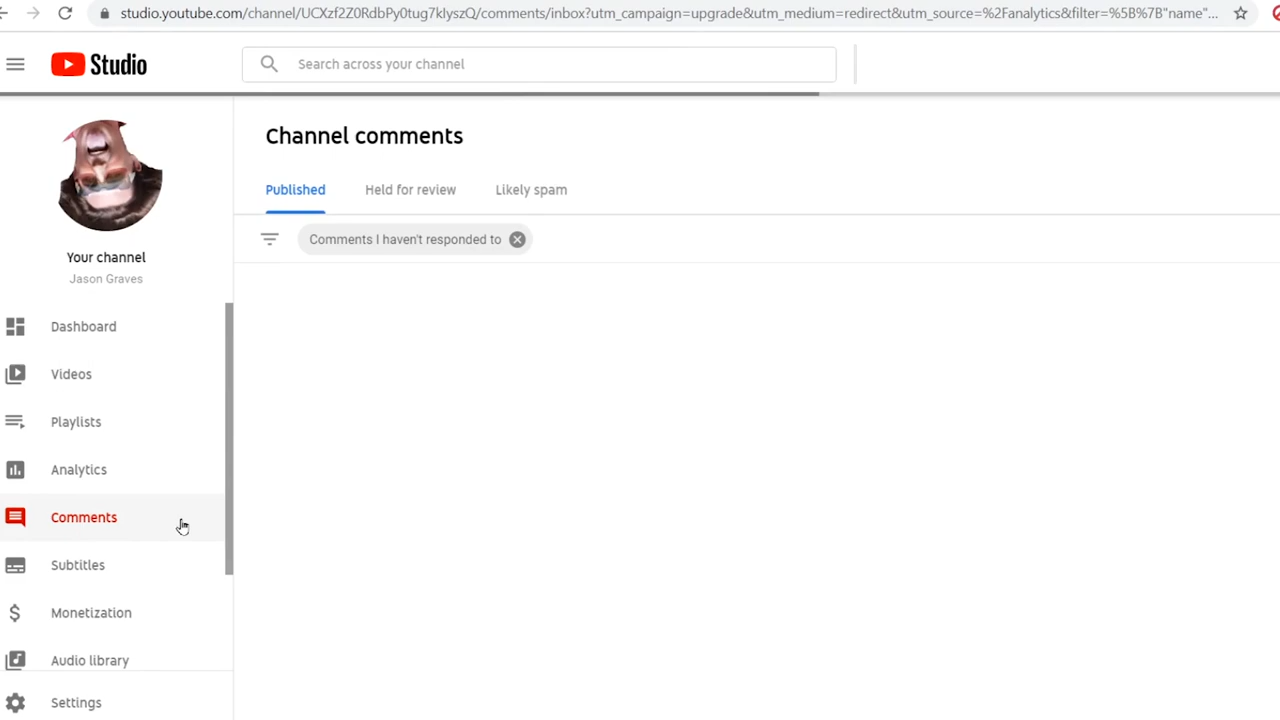 studio.youtube.com/channel/UCXzf2Z0RdbPy0tug7klyszQ/comments/inbox?utm_campaign=upgrade&utm_medium=redirect&utm_source=%2Fanalytics&filter=%5B%7B"name"...
Studio
Search across your channel
Channel comments
Published Held for review Likely spam
Comments I haven't responded to
Your channel
Jason Graves
Dashboard
Videos
Playlists
Analytics
Comments
Subtitles
Monetization
Audio library
Settings